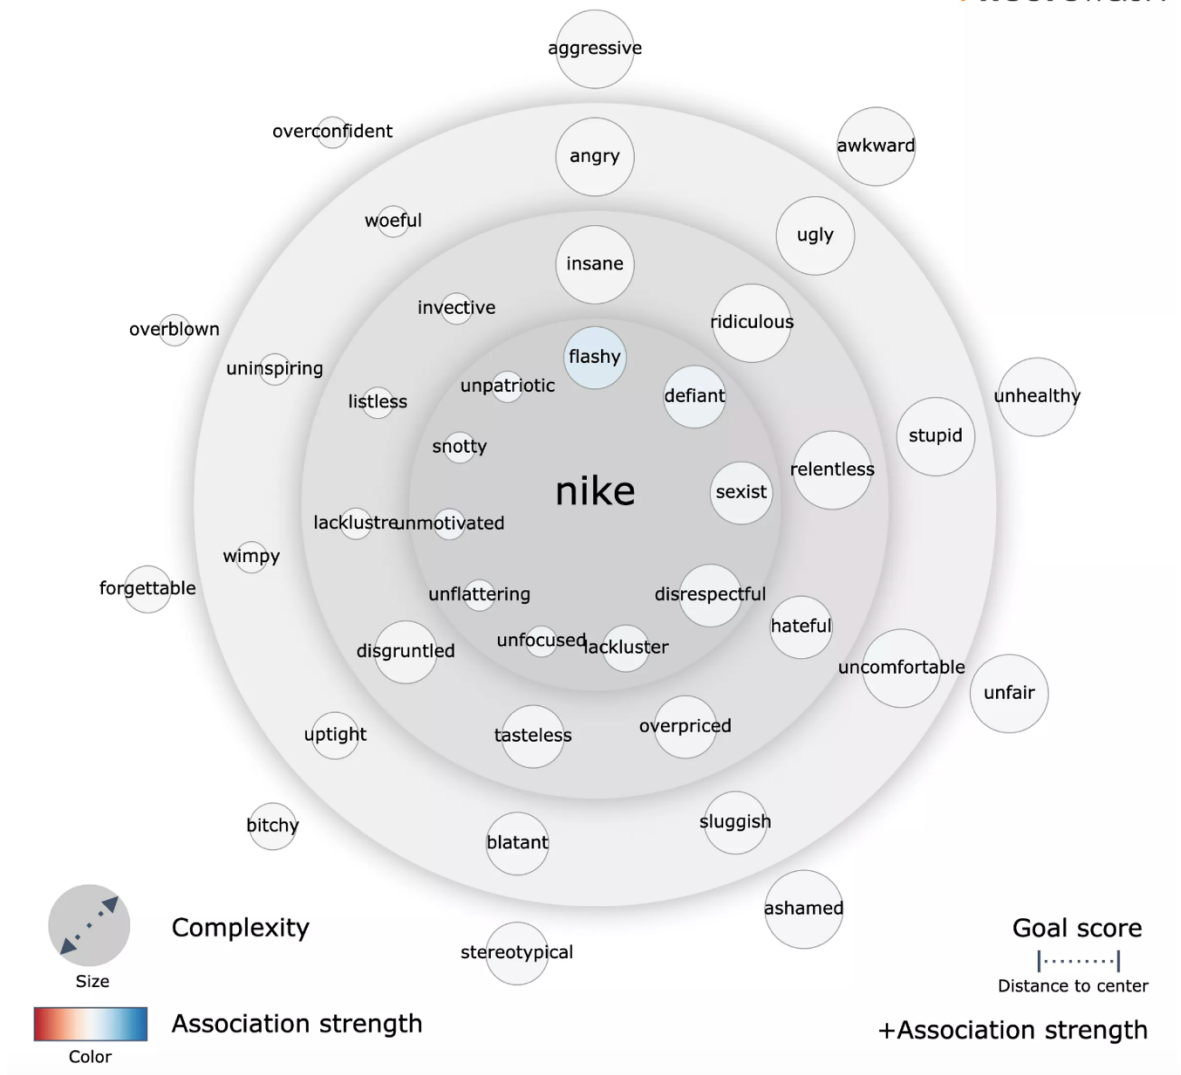 aggressive
overconfident
awkward
angry
woeful
ugly
insane
invective
ridiculous
overblown
flashy
uninspiring
unpatriotic
defiant
unhealthy
listless
stupid
snotty
relentless
nike
sexist
lacklustre
unmotivated
wimpy
forgettable
unflattering
disrespectful
hateful
unfocused
lackluster
disgruntled
uncomfortable
unfair
overpriced
uptight
tasteless
sluggish
bitchy
blatant
ashamed
stereotypical
Complexity
Size
Association strength
Color
Goal score
Distance to center
+Association strength